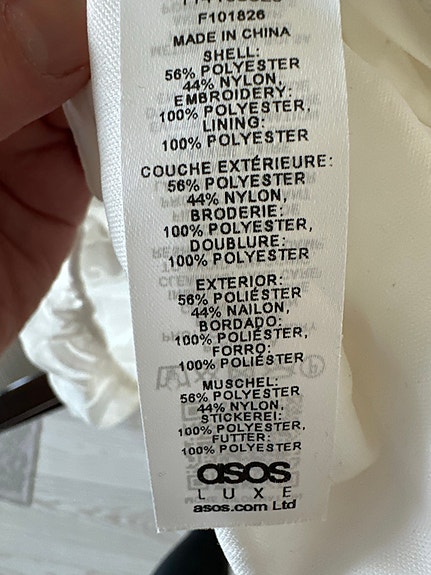 F101826
MADE IN CHINA
SHELL:
56% POLYESTER
44% NYLON,
EMBROIDERY:
100% POLYESTER,
LINING:
100% POLYESTER
COUCHE EXTÉRIEURE:
56% POLYESTER
44% NYLON,
BRODERIE:
100% POLYESTER,
DOUBLURE:
100% POLYESTER
EXTERIOR:
56% POLIÉSTER
44% NAILON,
BORDADO:
100% POLIÉSTER,
FORRO:
100% POLIÉSTER
MUSCHEL:
56% POLYESTER
44% NYLON,
STICKEREI:
100% POLYESTER,
FUTTER:
100% POLYESTER
asos
LUXE
asos.com Ltd